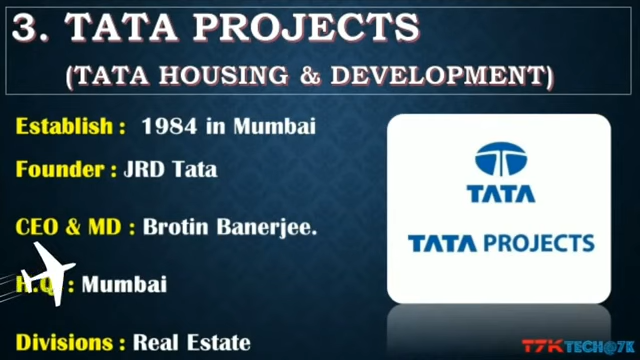 3. TATA PROJECTS
(TATA HOUSING & DEVELOPMENT)
Establish : 1984 in Mumbai
Founder : JRD Tata
CEO & MD : Brotin Banerjee.
H.Q : Mumbai
Divisions : Real Estate
TATA
TATA PROJECTS
T7K TECH@7K